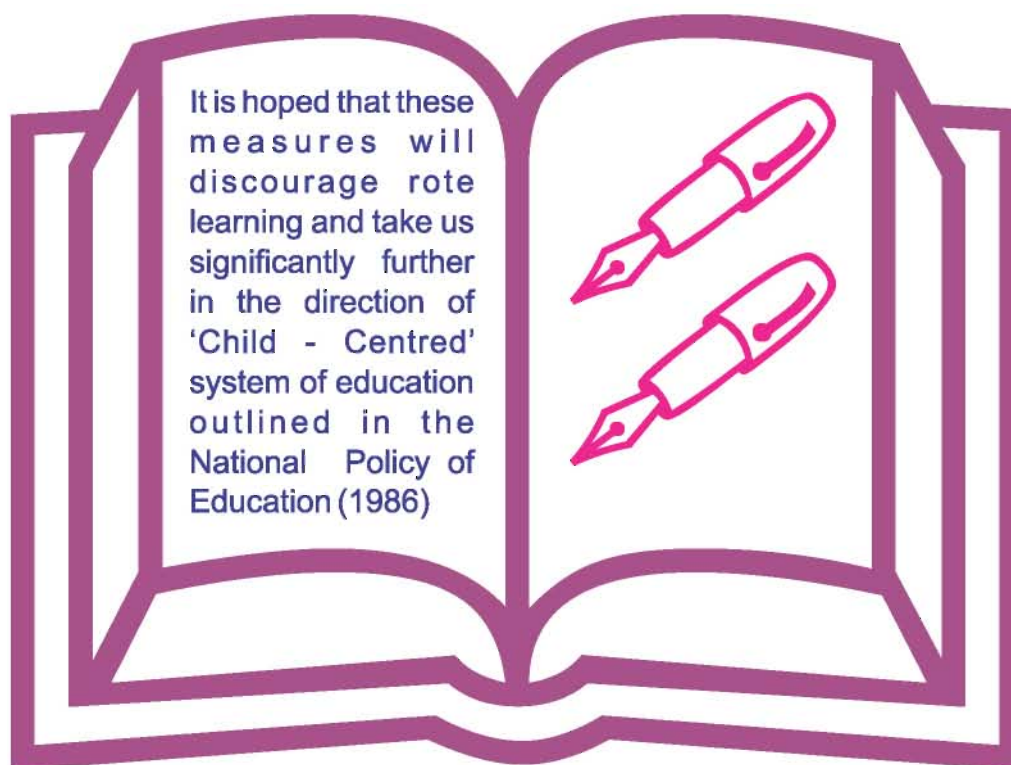 It is hoped that these
measures will
discourage rote
learning and take us
significantly further
in the direction of
‘Child - Centred’
system of education
outlined in the
National Policy of
Education (1986)